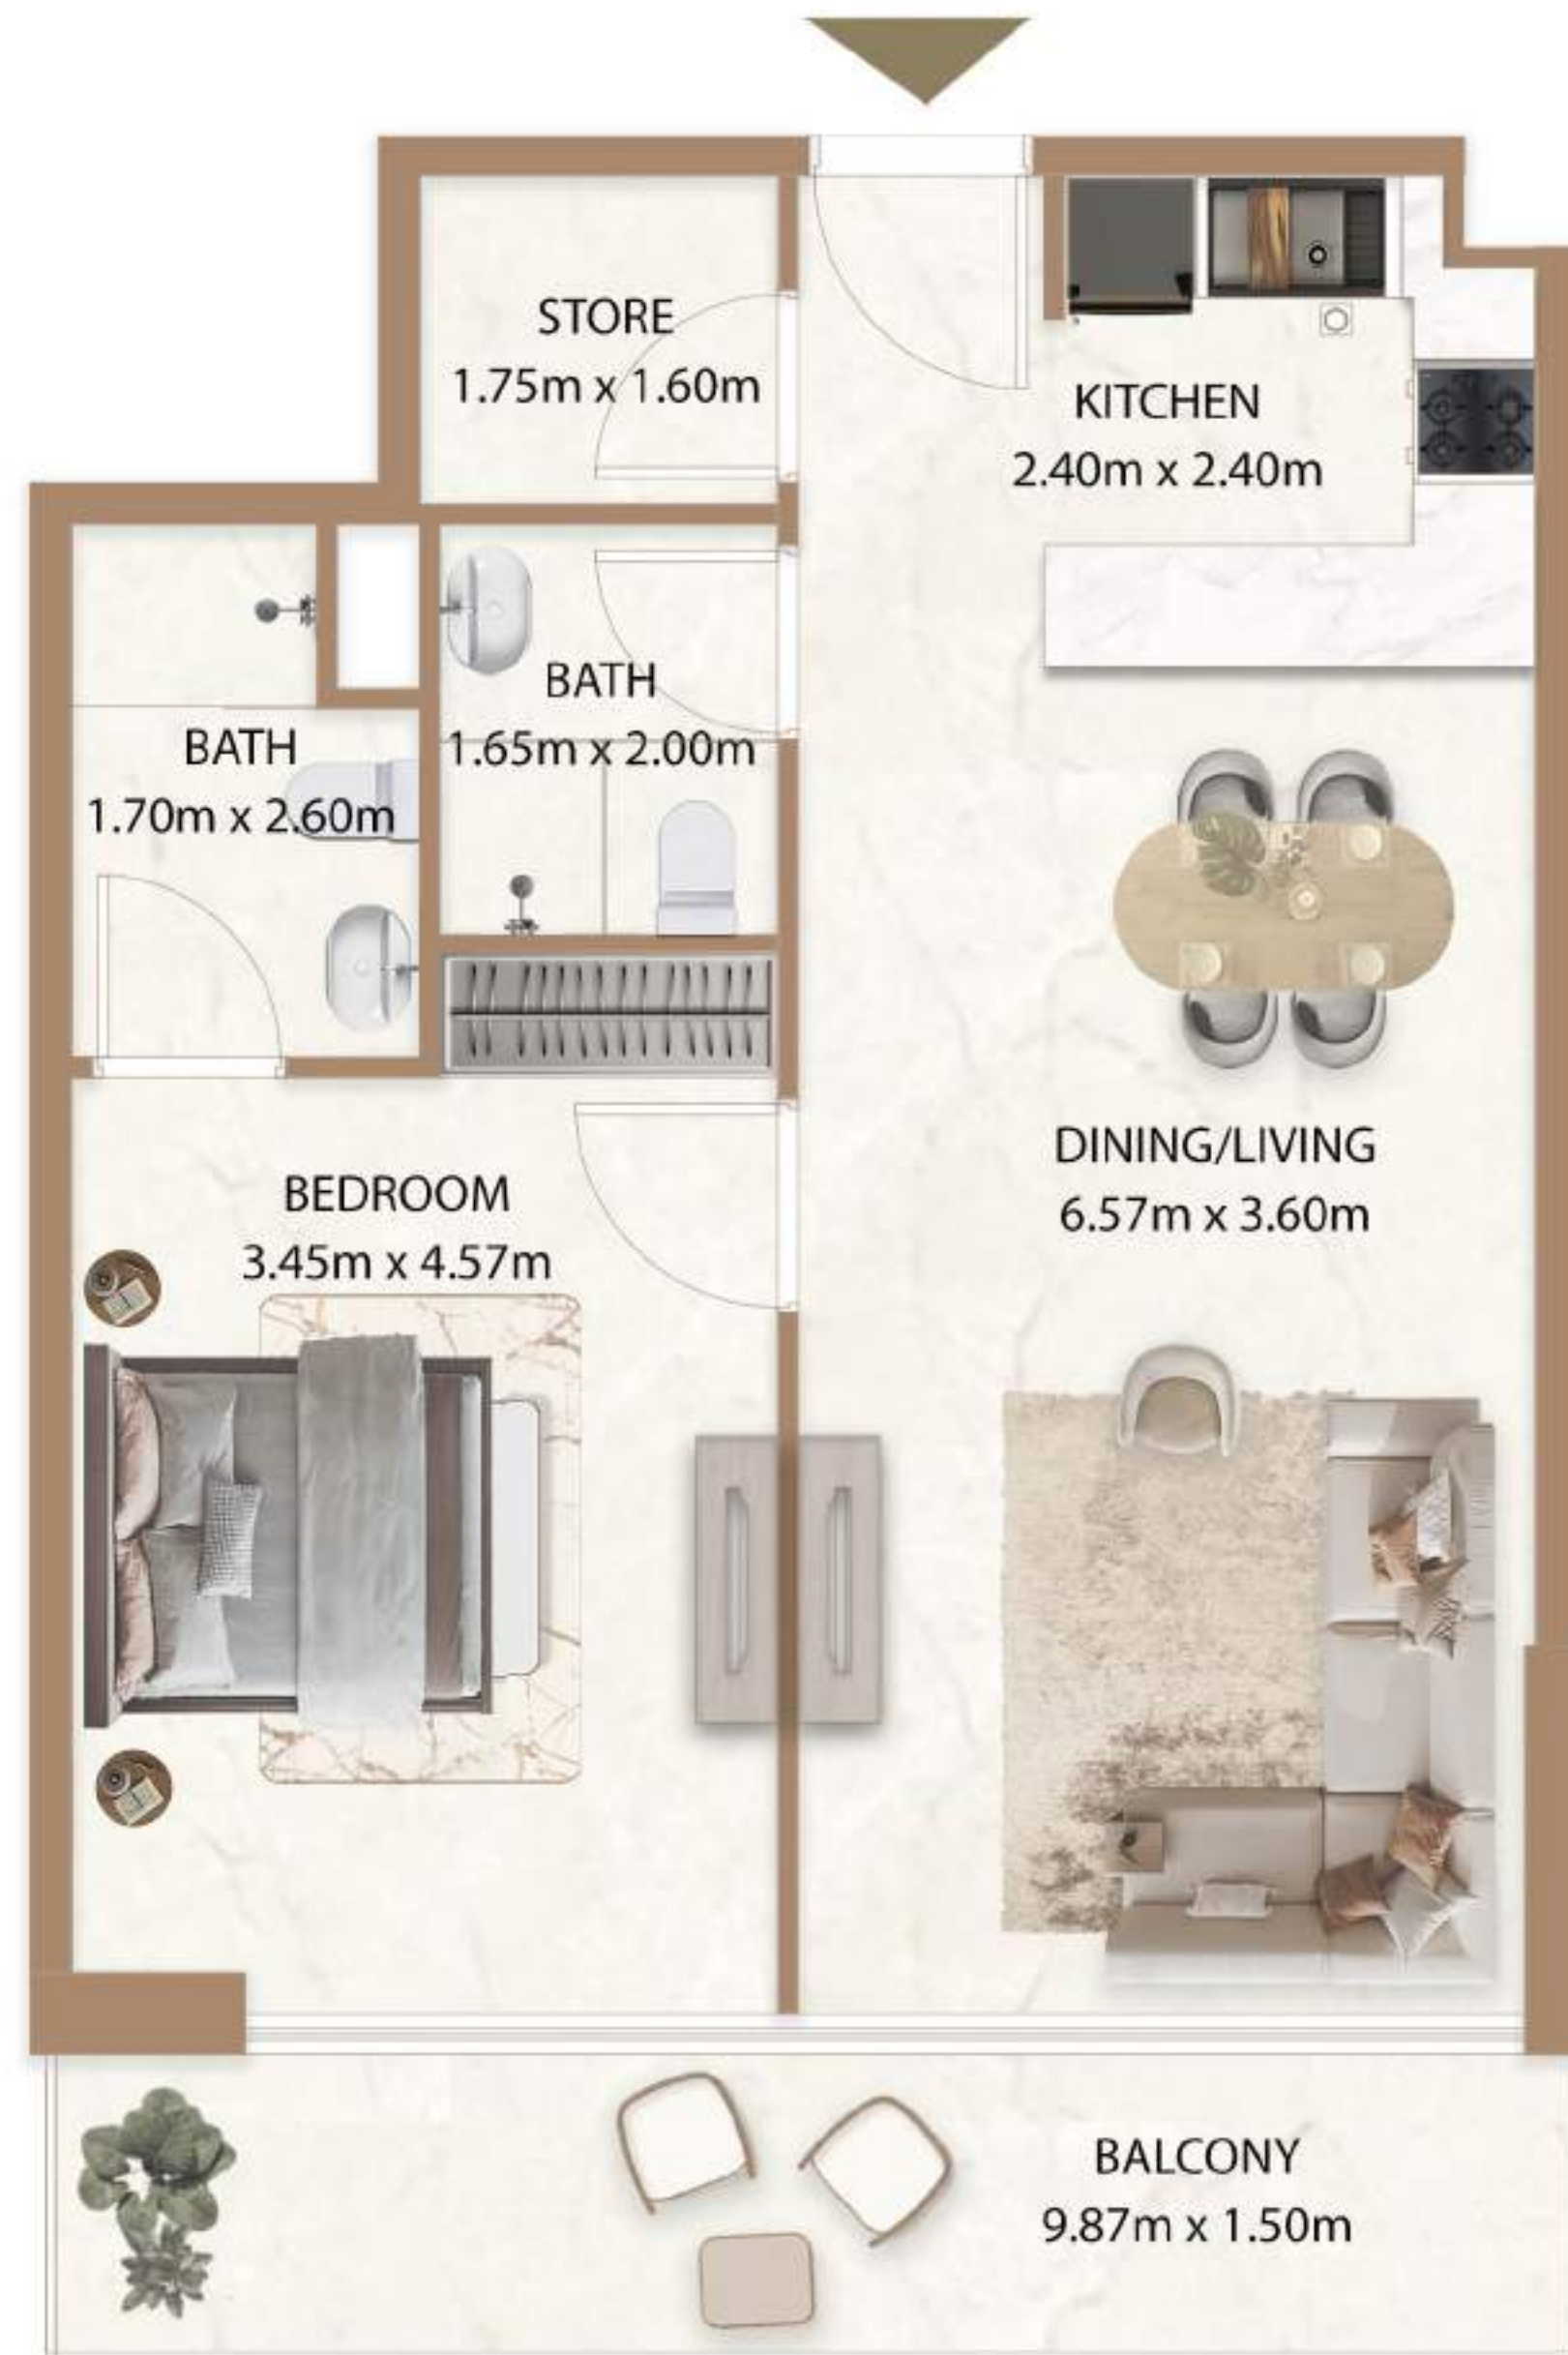 STORE
1.75m x 1.60m
KITCHEN
2.40m x 2.40m
BATH
1.65m x 2.00m
BATH
1.70m x 2.60m
DINING/LIVING
6.57m x 3.60m
BEDROOM
3.45m x 4.57m
BALCONY
9.87m x 1.50m